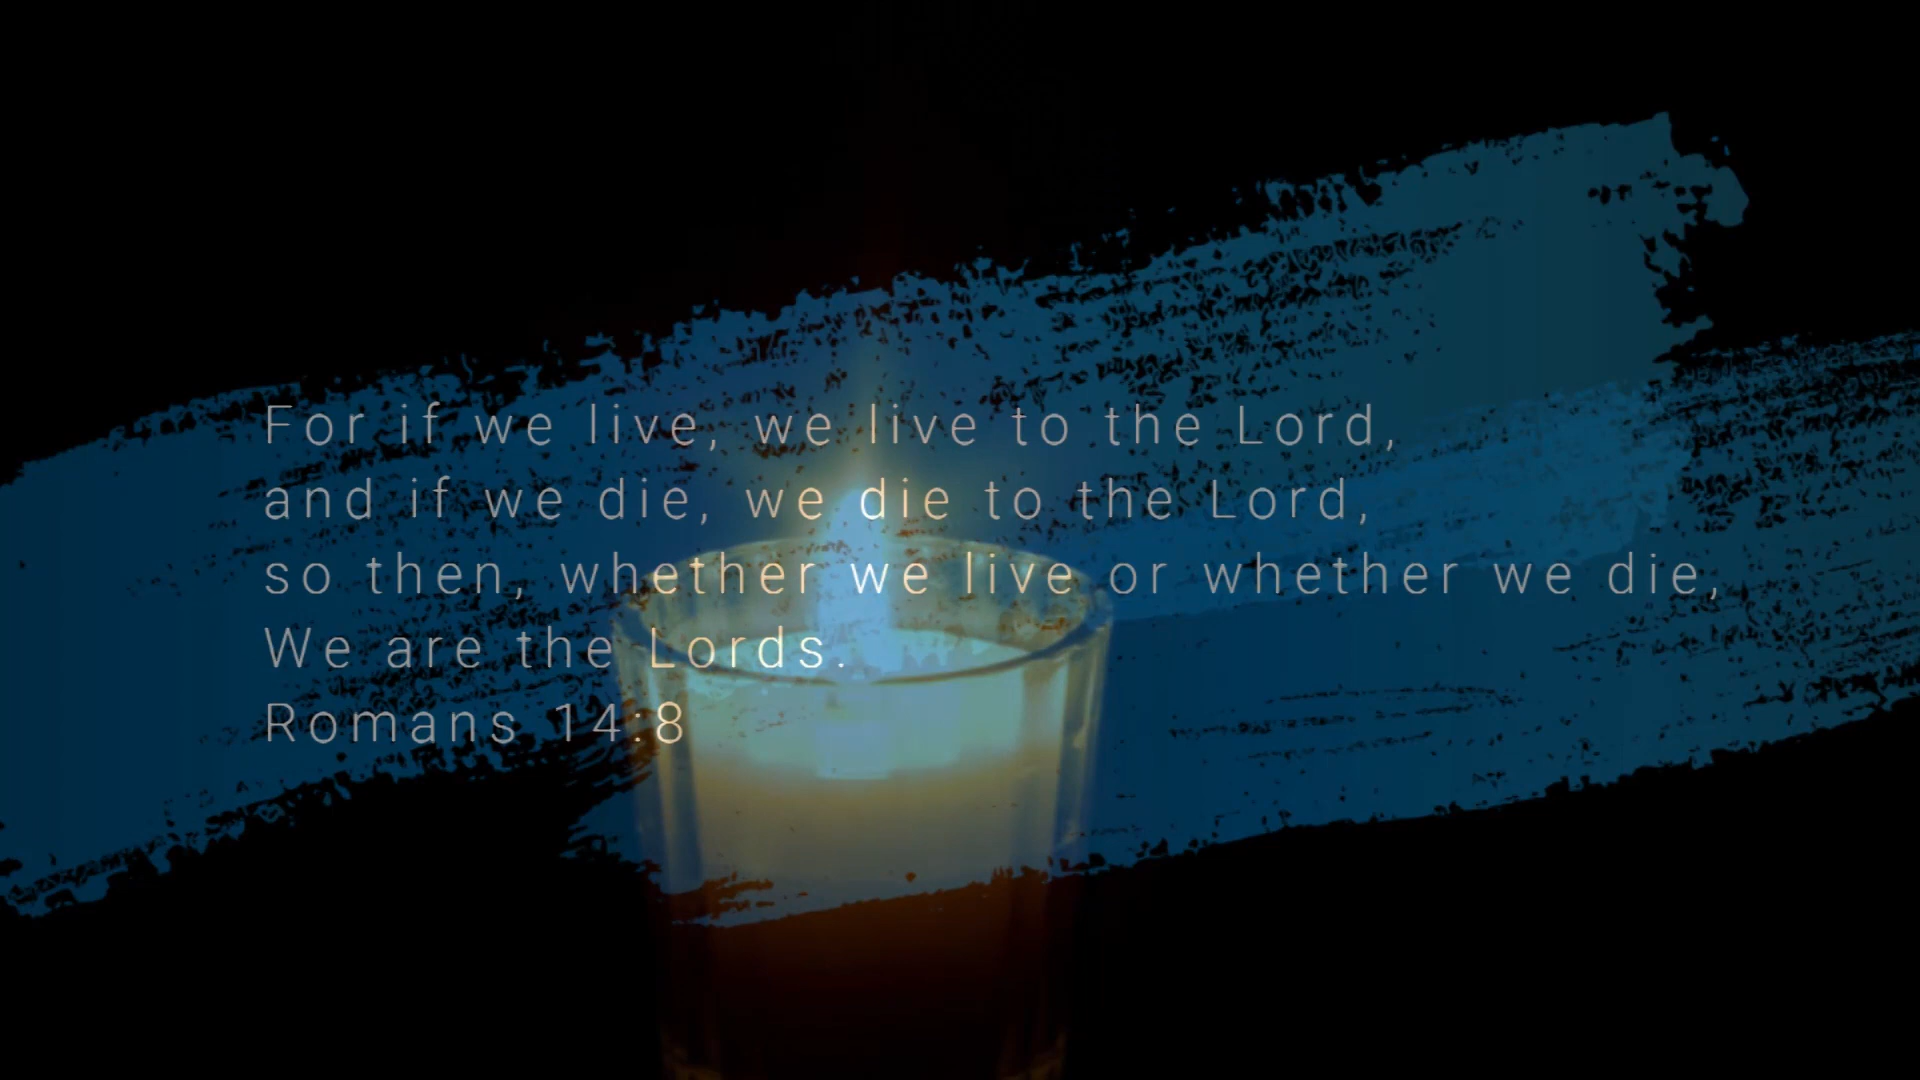 For if we live, we live to the Lord,
and if we die, we die to the Lord,
so then, whether we live or whether we die,
We are the Lords.
Romans 14:8